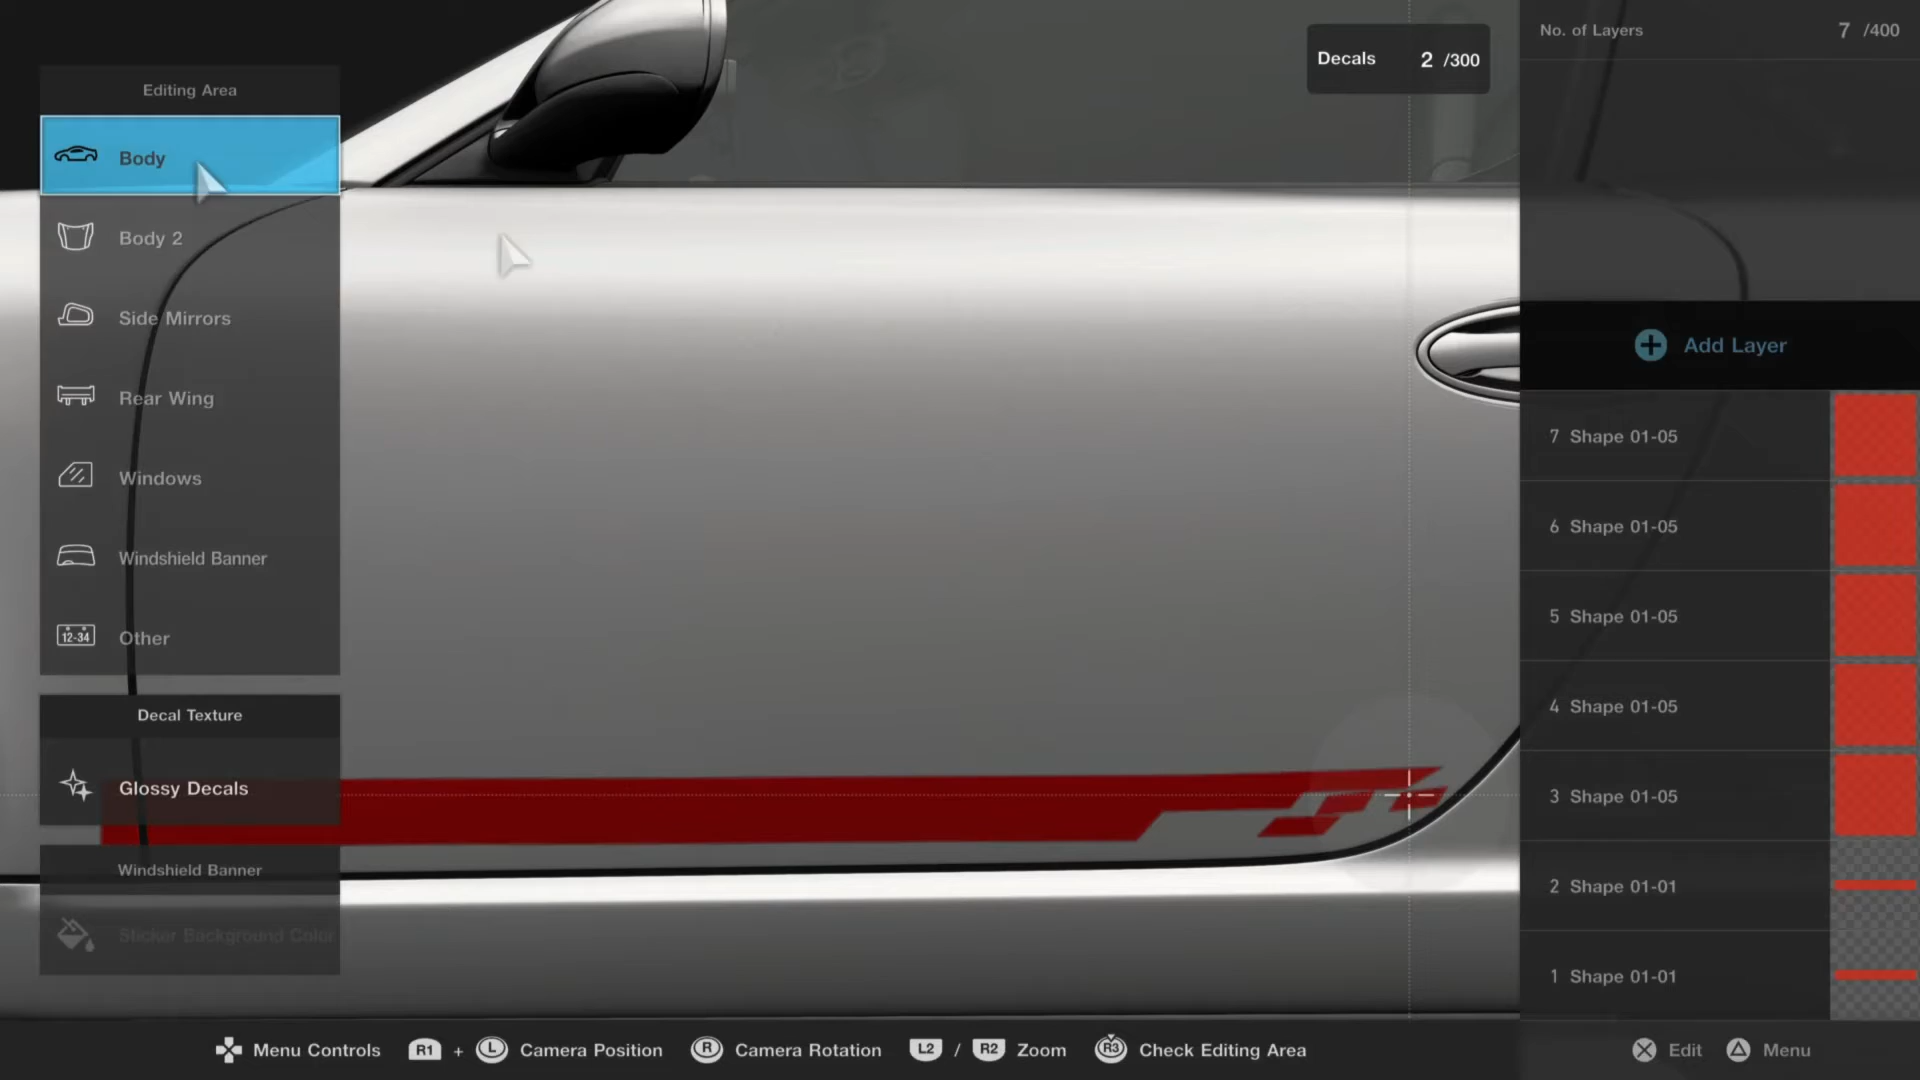 Editing Area
Body
Body 2
Side Mirrors
Rear Wing
Windows
Windshield Banner
12-34
Other
Decal Texture
Glossy Decals
Windshield Banner
Sticker Background Color
Decals 2 /300
No. of Layers 7 /400
Add Layer
7 Shape 01-05
6 Shape 01-05
5 Shape 01-05
4 Shape 01-05
3 Shape 01-05
2 Shape 01-01
1 Shape 01-01
Menu Controls R1 + L Camera Position R Camera Rotation L2 / R2 Zoom R3 Check Editing Area Edit Menu